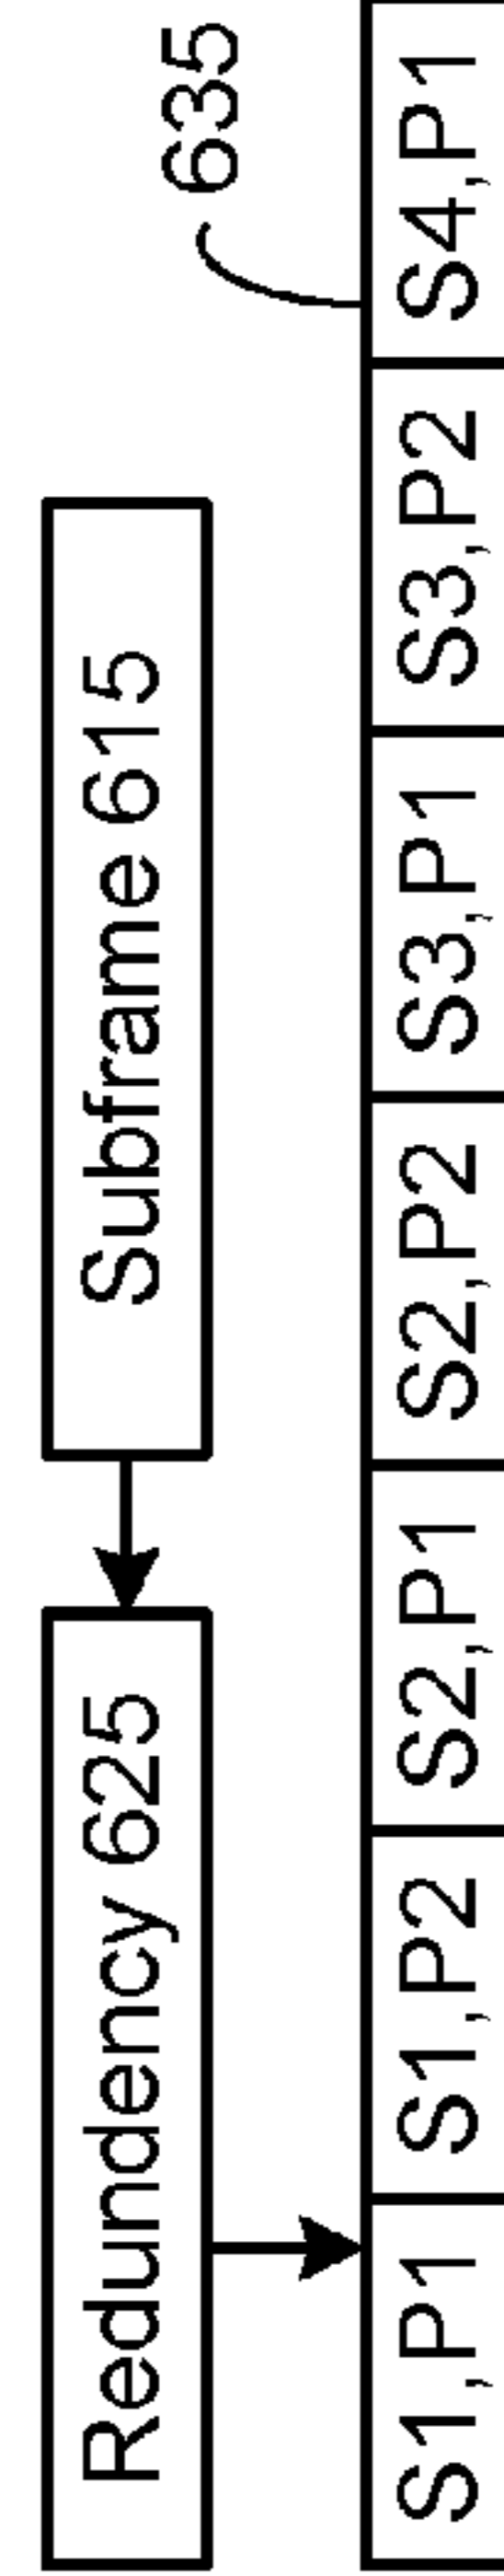 Redundency 625
Subframe 615
635
S1,P1
S1,P2
S2,P1
S2,P2
S3,P1
S3,P2
S4,P1